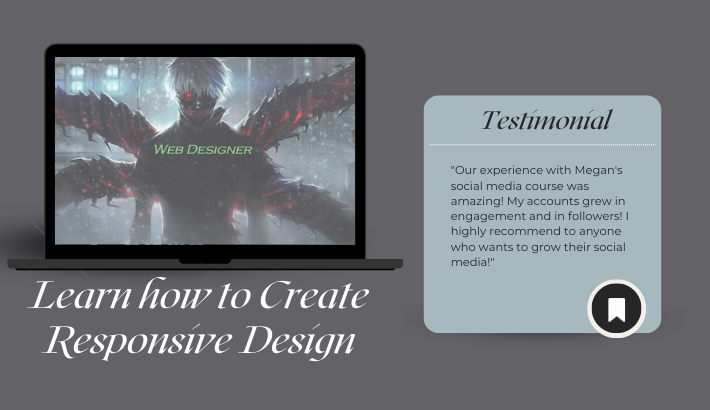 WEB DESIGNER
Learn how to Create
Responsive Design
Testimonial
"Our experience with Megan's
social media course was
amazing! My accounts grew in
engagement and in followers! I
highly recommend to anyone
who wants to grow their social
media!"